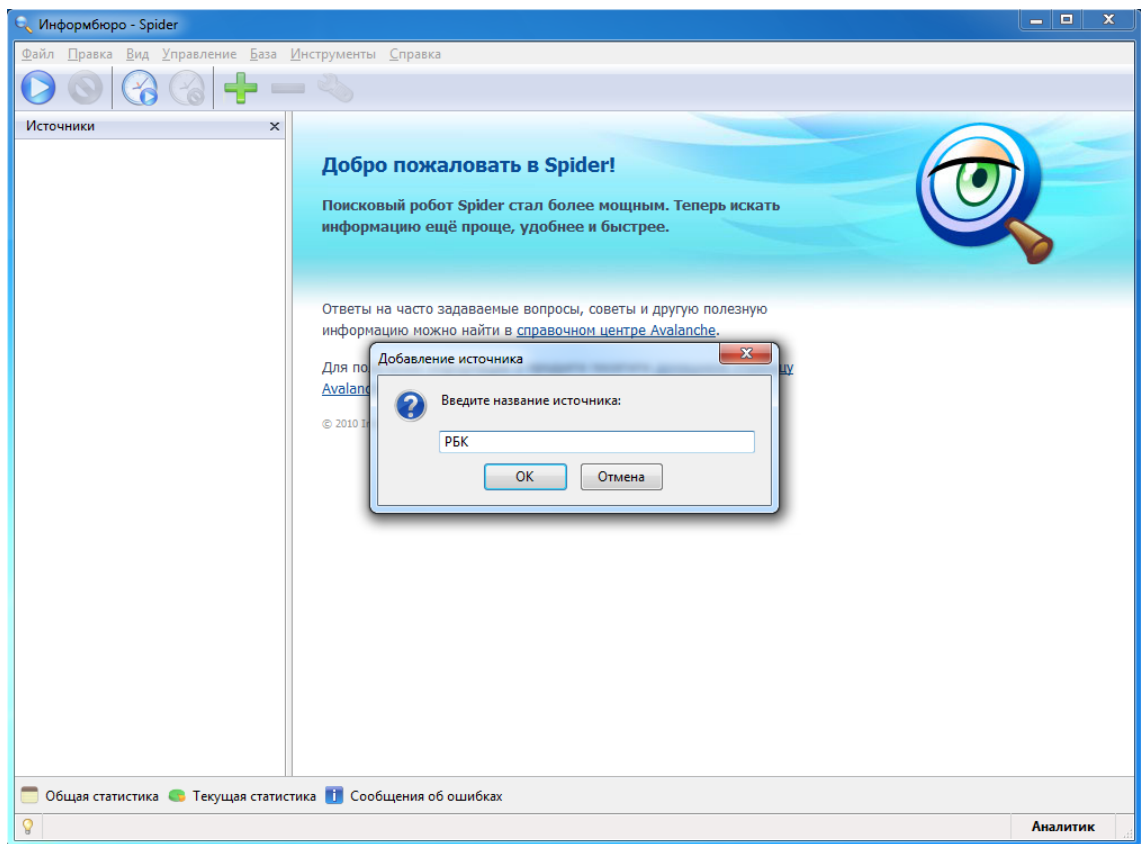 Информбюро - Spider
Файл Правка Вид Управление База Инструменты Справка
Источники
Добро пожаловать в Spider!
Поисковый робот Spider стал более мощным. Теперь искать
информацию ещё проще, удобнее и быстрее.
Ответы на часто задаваемые вопросы, советы и другую полезную
информацию можно найти в справочном центре Avalanche.
Для
Добавление источника
Введите название источника:
РБК
OK Отмена
© 2010
Общая статистика Текущая статистика Сообщения об ошибках
Аналитик